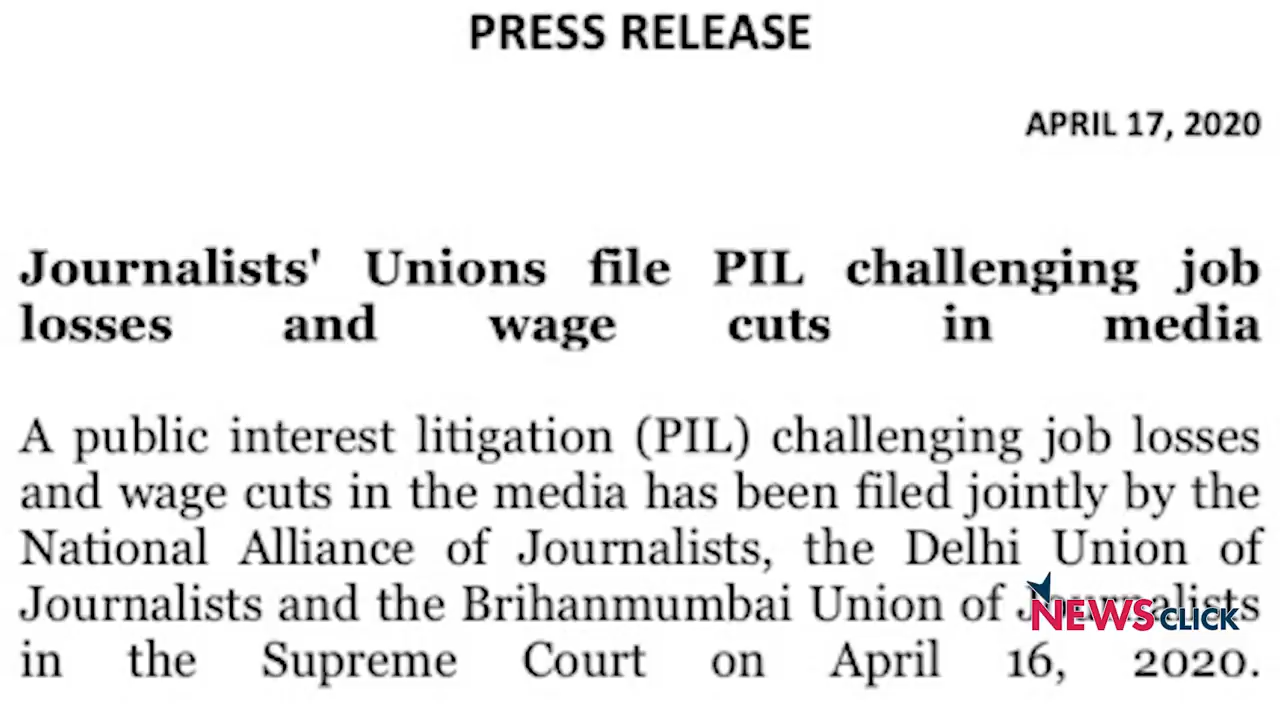 PRESS RELEASE
APRIL 17, 2020
Journalists' Unions file PIL challenging job
losses and wage cuts in media
A public interest litigation (PIL) challenging job losses
and wage cuts in the media has been filed jointly by the
National Alliance of Journalists, the Delhi Union of
Journalists and the Brihanmumbai Union of Journalists
NEWSCLICK
in the Supreme Court on April 16, 2020.